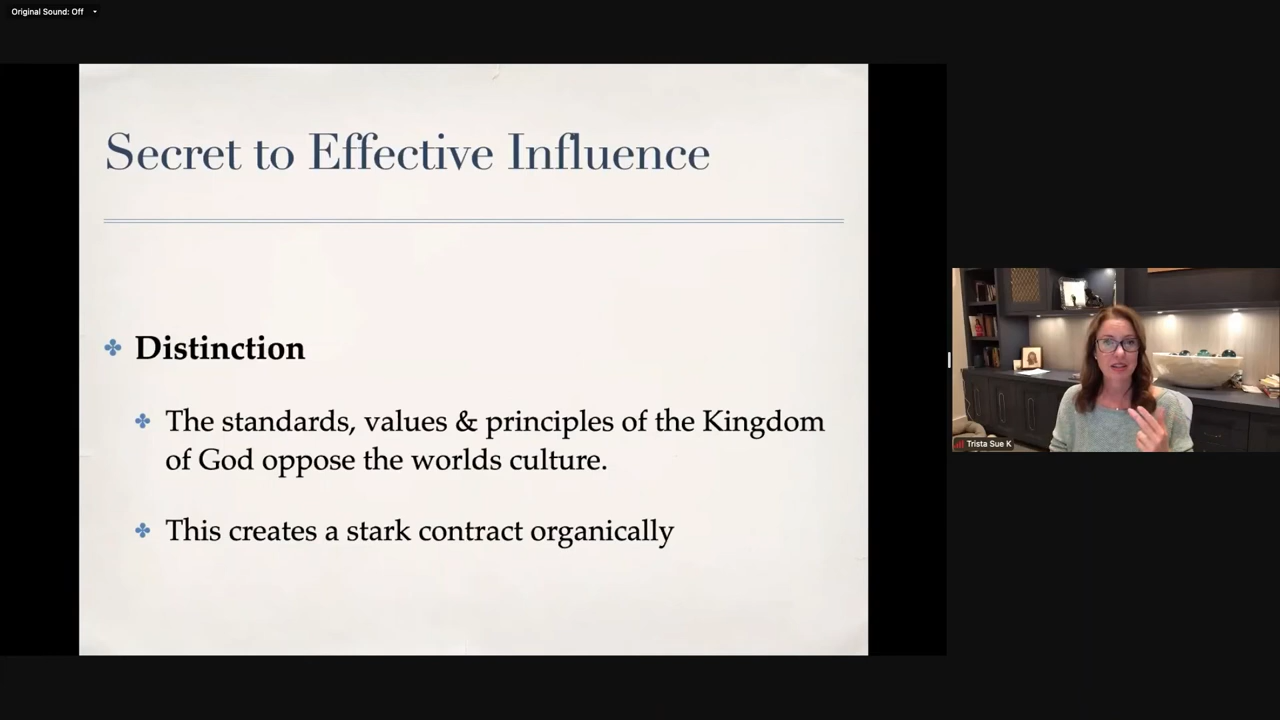 Original Sound: Off
Secret to Effective Influence
Distinction
The standards, values & principles of the Kingdom
of God oppose the worlds culture.
This creates a stark contract organically
Trista Sue K